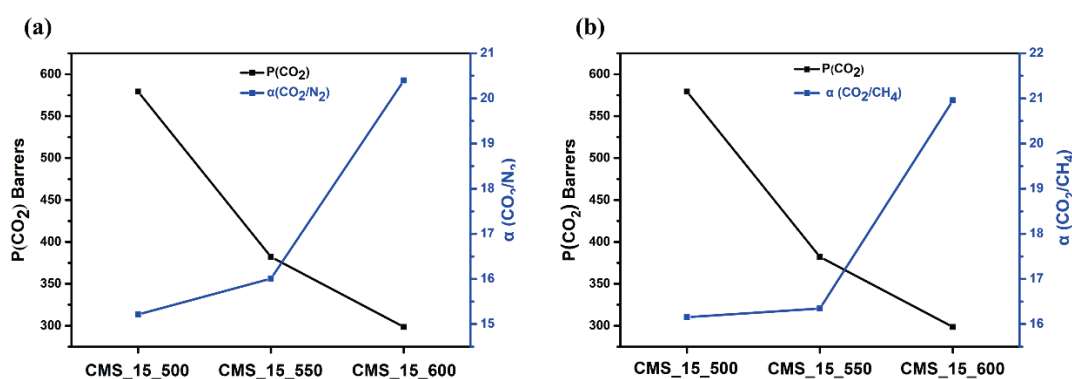 (a)
P(CO₂)
α(CO₂/N₂)
P(CO₂) Barrers
600
550
500
450
400
350
300
21
20
19
18
17
16
15
α (CO₂/N₂)
CMS_15_500
CMS_15_550
CMS_15_600
(b)
P(CO₂)
α (CO₂/CH₄)
P(CO₂) Barrers
600
550
500
450
400
350
300
22
21
20
19
18
17
16
α (CO₂/CH₄)
CMS_15_500
CMS_15_550
CMS_15_600